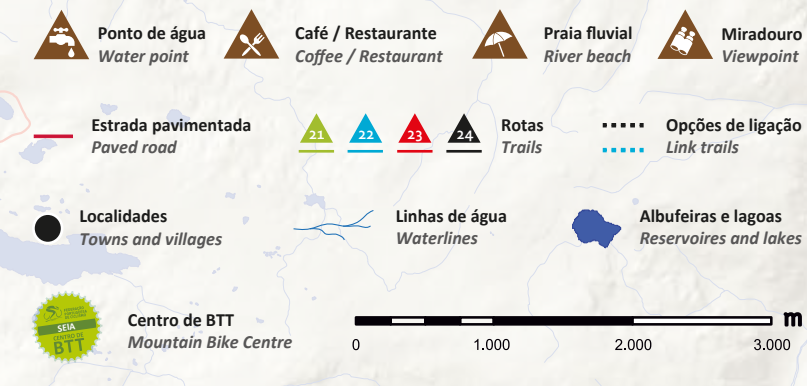 Ponto de água
Water point
Café / Restaurante
Coffee / Restaurant
Praia fluvial
River beach
Miradouro
Viewpoint
Estrada pavimentada
Paved road
21 22 23 24
Rotas
Trails
Opções de ligação
Link trails
Localidades
Towns and villages
Linhas de água
Waterlines
Albufeiras e lagoas
Reservoires and lakes
SEIA
CENTRO DE
BTT
Centro de BTT
Mountain Bike Centre
m
0 1.000 2.000 3.000